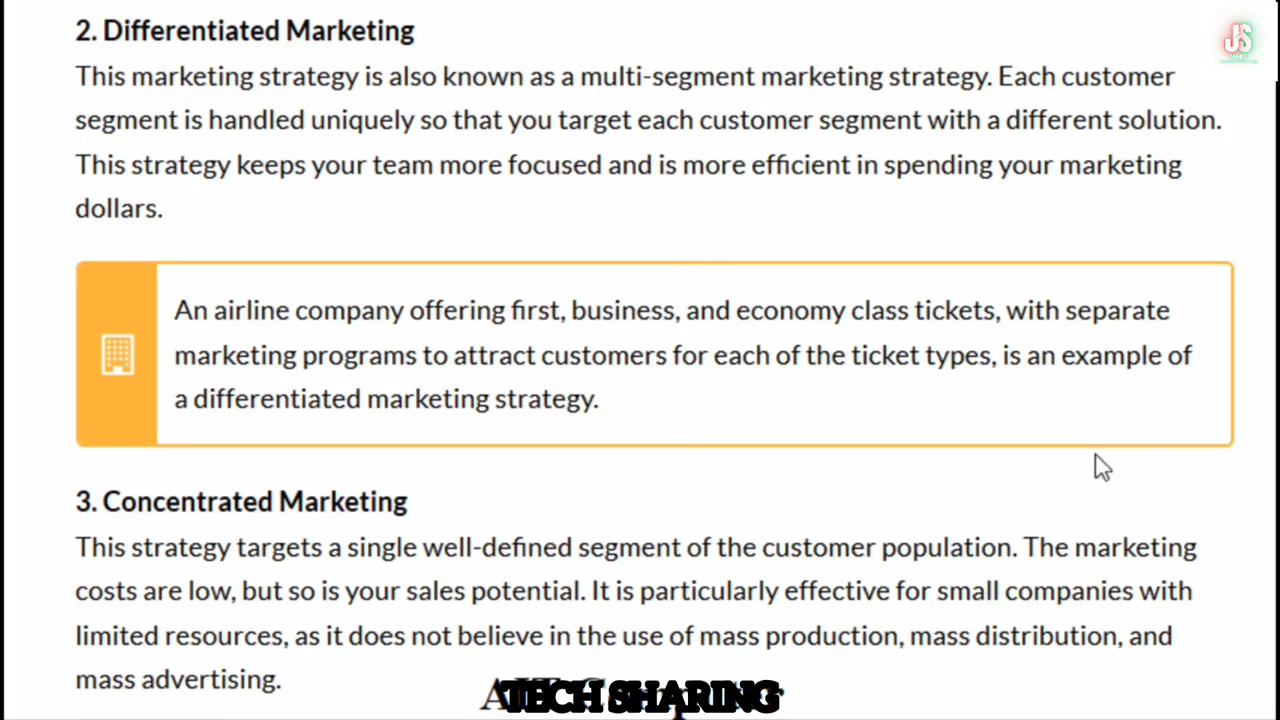 JS
2. Differentiated Marketing
This marketing strategy is also known as a multi-segment marketing strategy. Each customer
segment is handled uniquely so that you target each customer segment with a different solution.
This strategy keeps your team more focused and is more efficient in spending your marketing
dollars.
An airline company offering first, business, and economy class tickets, with separate
marketing programs to attract customers for each of the ticket types, is an example of
a differentiated marketing strategy.
3. Concentrated Marketing
This strategy targets a single well-defined segment of the customer population. The marketing
costs are low, but so is your sales potential. It is particularly effective for small companies with
limited resources, as it does not believe in the use of mass production, mass distribution, and
mass advertising.
TECH SHARING